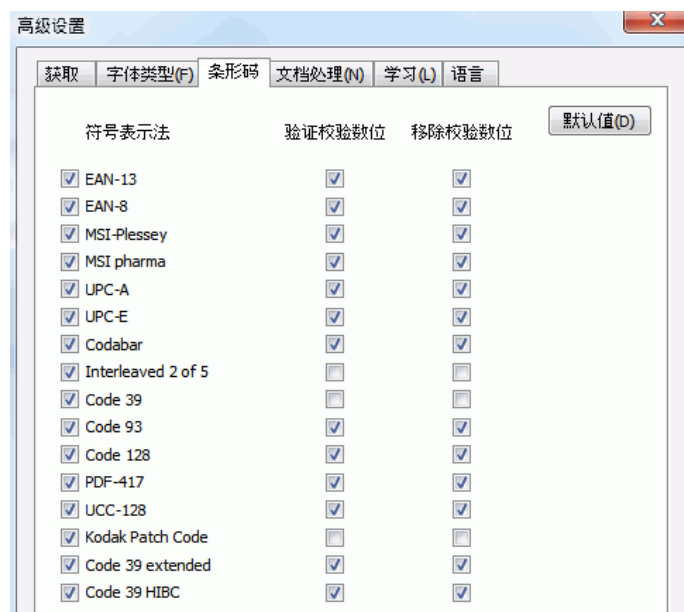 高级设置
获取 字体类型(F) 条形码 文档处理(N) 学习(L) 语言
符号表示法 验证校验数位 移除校验数位 默认值(D)
EAN-13
EAN-8
MSI-Plessey
MSI pharma
UPC-A
UPC-E
Codabar
Interleaved 2 of 5
Code 39
Code 93
Code 128
PDF-417
UCC-128
Kodak Patch Code
Code 39 extended
Code 39 HIBC